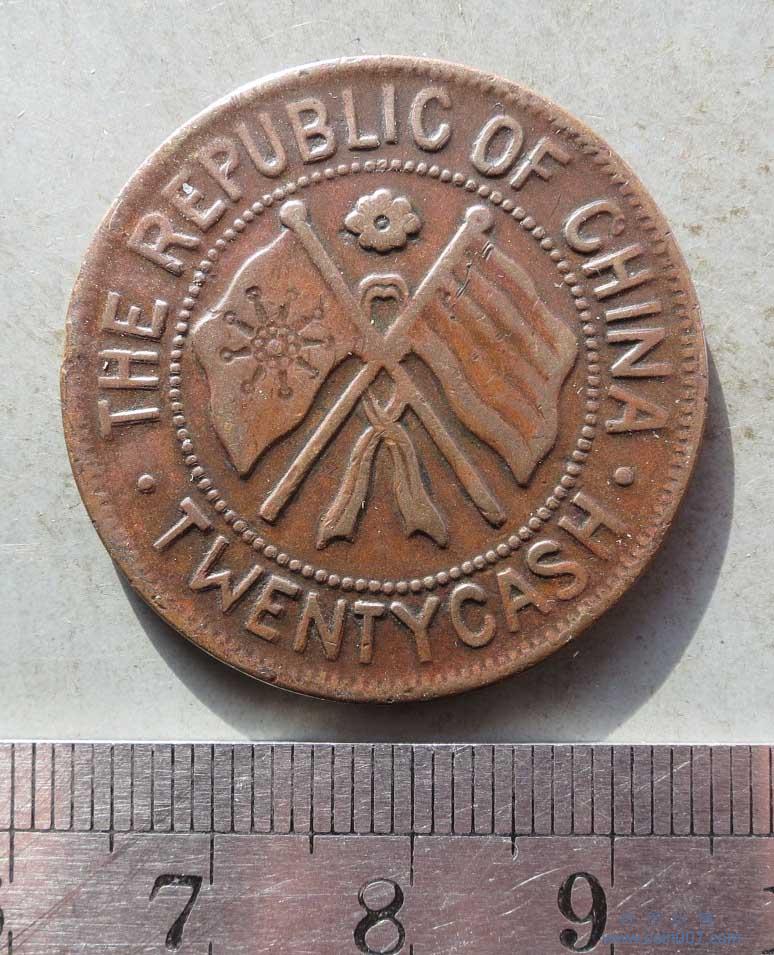 THE REPUBLIC OF CHINA
TWENTY CASH
7 8 9